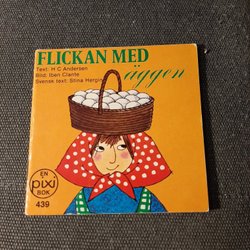 FLICKAN MED
äggen
Text: H C Andersen
Bild: Iben Clante
Svensk text: Stina Hergin
EN
pixi
BOK
439